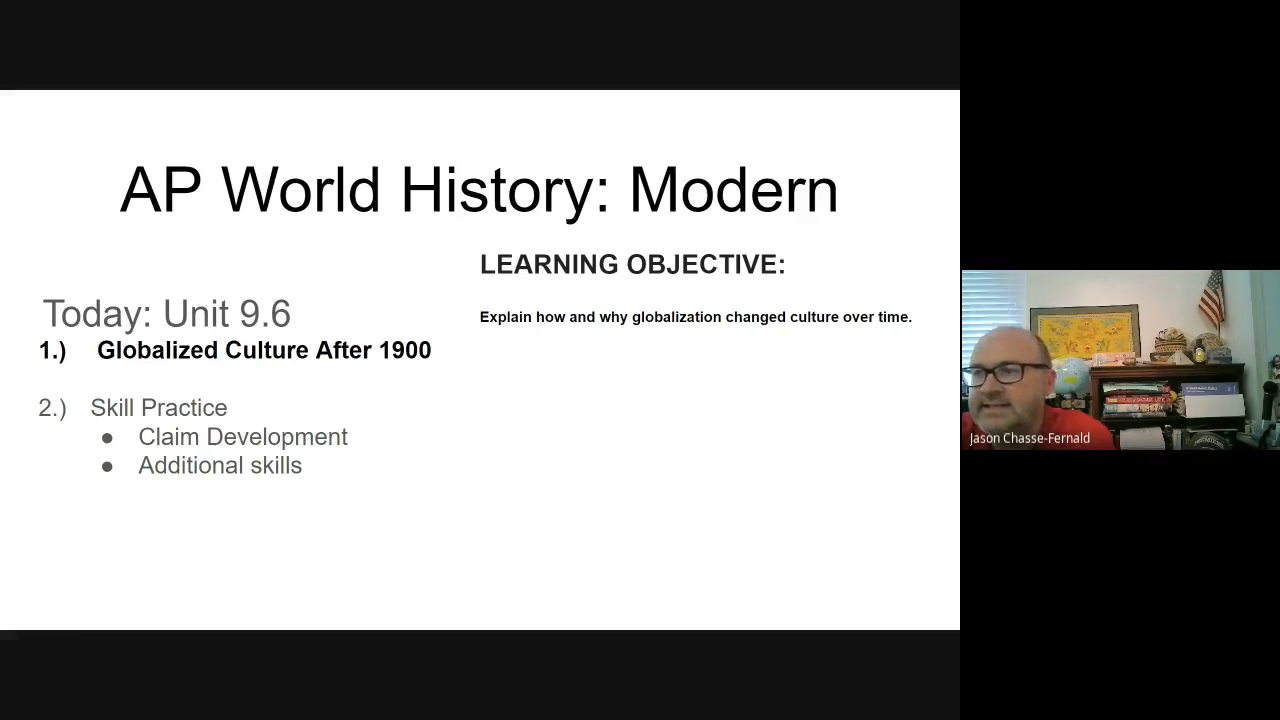 AP World History: Modern
LEARNING OBJECTIVE:
Today: Unit 9.6
Explain how and why globalization changed culture over time.
1.) Globalized Culture After 1900
2.) Skill Practice
● Claim Development
● Additional skills
Jason Chasse-Fernald